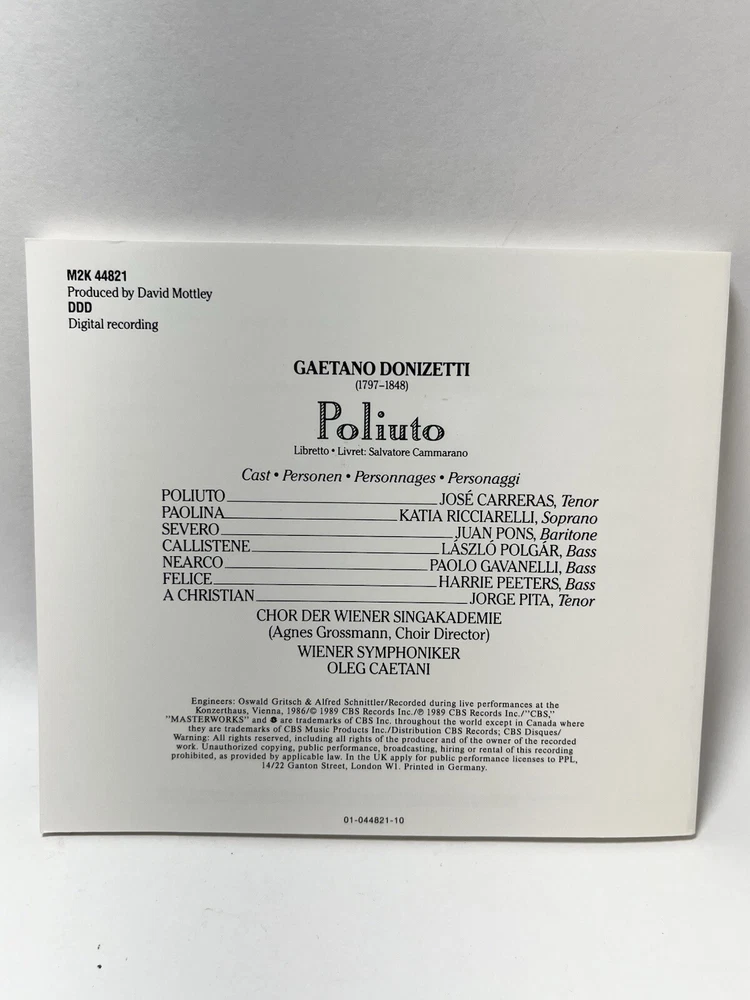 M2K 44821
Produced by David Mottley
DDD
Digital recording
GAETANO DONIZETTI
(1797–1848)
Poliuto
Libretto • Livret: Salvatore Cammarano
Cast • Personen • Personnages • Personaggi
POLIUTO JOSÉ CARRERAS, Tenor
PAOLINA KATIA RICCIARELLI, Soprano
SEVERO JUAN PONS, Baritone
CALLISTENE LÁSZLÓ POLGÁR, Bass
NEARCO PAOLO GAVANELLI, Bass
FELICE HARRIE PEETERS, Bass
A CHRISTIAN JORGE PITA, Tenor
CHOR DER WIENER SINGAKADEMIE
(Agnes Grossmann, Choir Director)
WIENER SYMPHONIKER
OLEG CAETANI
Engineers: Oswald Gritsch & Alfred Schnittler/Recorded during live performances at the
Konzerthaus, Vienna, 1986/© 1989 CBS Records Inc./℗ 1989 CBS Records Inc./"CBS,"
"MASTERWORKS" and are trademarks of CBS Inc. throughout the world except in Canada where
they are trademarks of CBS Music Products Inc./Distribution CBS Records; CBS Disques/
Warning: All rights reserved, including all rights of the producer and of the owner of the recorded
work. Unauthorized copying, public performance, broadcasting, hiring or rental of this recording
prohibited, as provided by applicable law. In the UK apply for public performance licenses to PPL,
14/22 Ganton Street, London W1. Printed in Germany.
01-044821-10